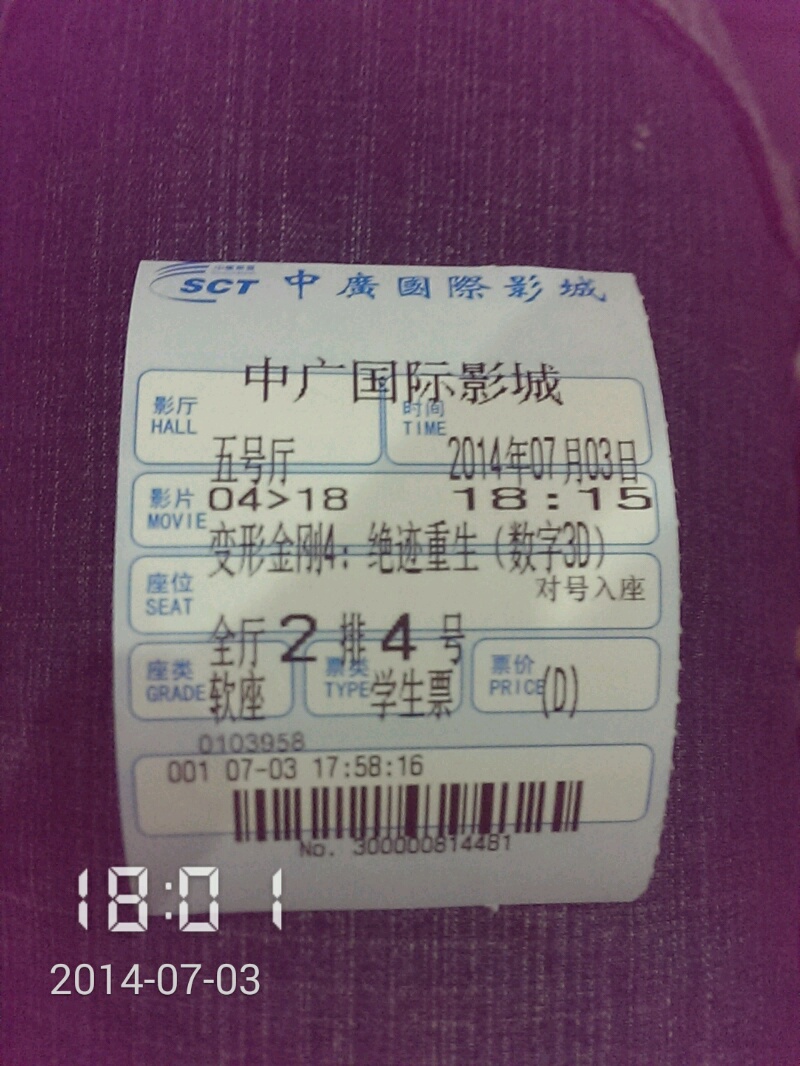 SCT 中廣國際影城
中广国际影城
影厅
HALL
时间
TIME
五号厅
2014年07月03日
影片
MOVIE
04>18
18:15
变形金刚4：绝迹重生（数字3D）
座位
SEAT
对号入座
全厅 2 排 4 号
座类
GRADE
软座
票类
TYPE
学生票
票价
PRICE
(D)
0103958
001 07-03 17:58:16
No. 300000814481
18:01
2014-07-03